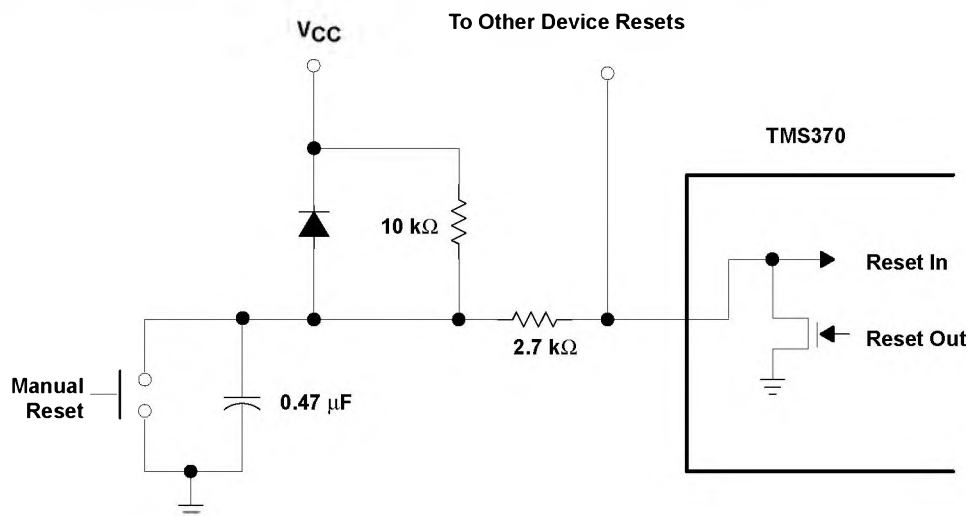 To Other Device Resets
VCC
TMS370
10 kΩ
Reset In
2.7 kΩ
Reset Out
Manual
Reset
0.47 µF